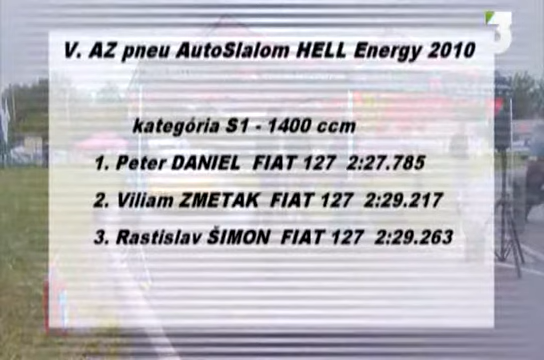 3
V. AZ pneu AutoSlalom HELL Energy 2010
kategória S1 - 1400 ccm
1. Peter DANIEL FIAT 127 2:27.785
2. Viliam ZMETAK FIAT 127 2:29.217
3. Rastislav ŠIMON FIAT 127 2:29.263